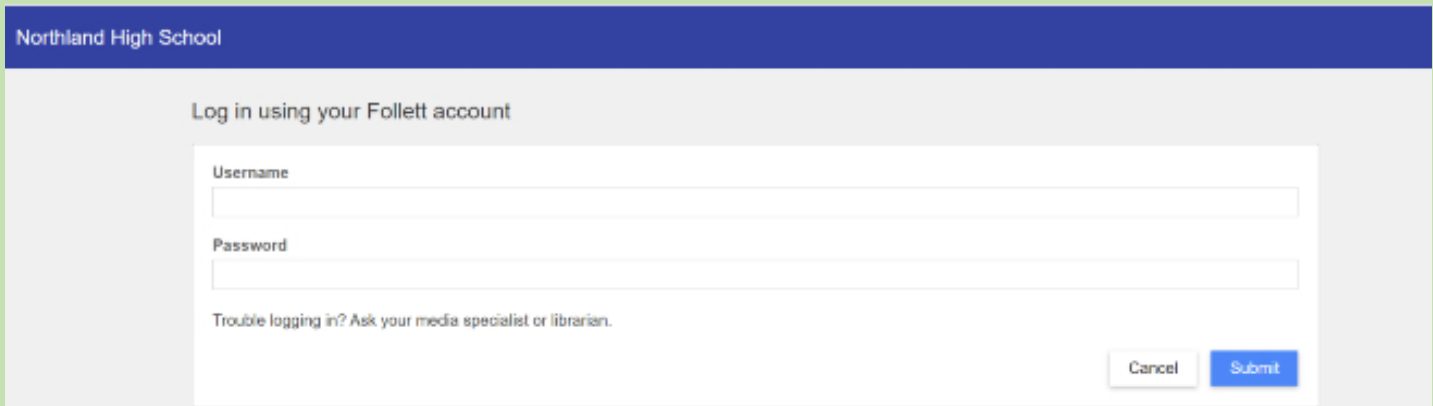 Northland High School
Log in using your Follett account
Username
Password
Trouble logging in? Ask your media specialist or librarian.
Cancel Submit